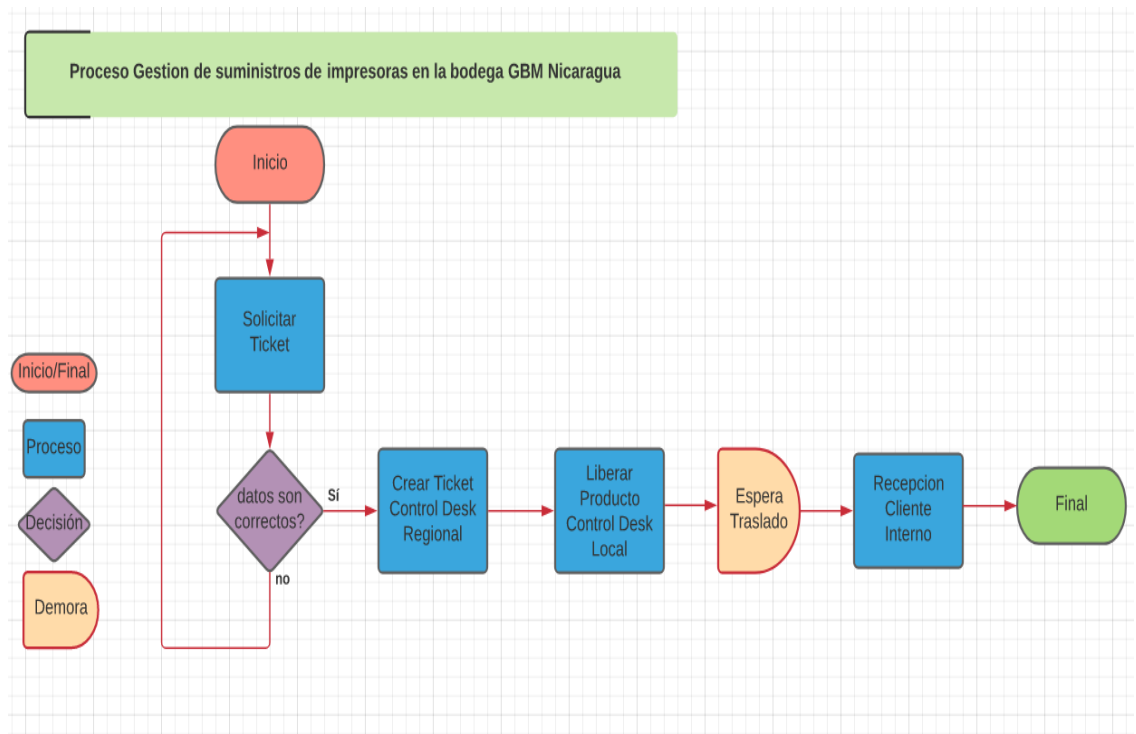 Proceso Gestion de suministros de impresoras en la bodega GBM Nicaragua
Inicio
Solicitar
Ticket
Inicio/Final
Proceso
Decisión
Demora
datos son
correctos?
Sí
no
Crear Ticket
Control Desk
Regional
Liberar
Producto
Control Desk
Local
Espera
Traslado
Recepcion
Cliente
Interno
Final